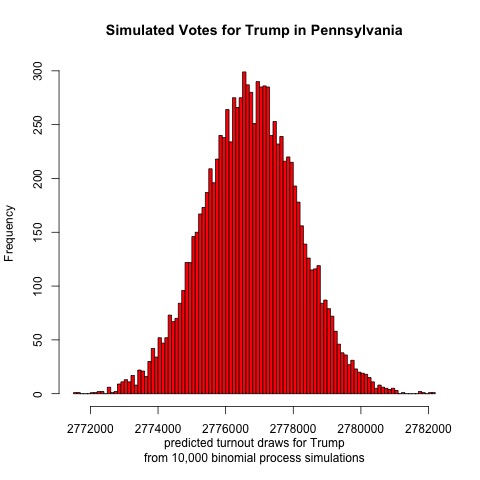 Simulated Votes for Trump in Pennsylvania
Frequency
300
250
200
150
100
50
0
2772000 2774000 2776000 2778000 2780000 2782000
predicted turnout draws for Trump
from 10,000 binomial process simulations